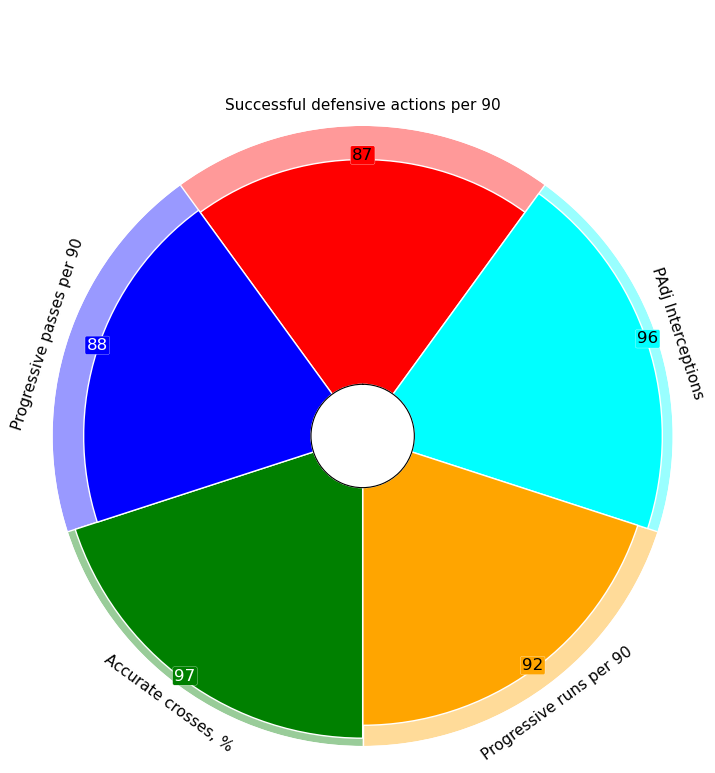 Successful defensive actions per 90
87
Progressive passes per 90
88
PAdj Interceptions
96
Accurate crosses, %
97
Progressive runs per 90
92